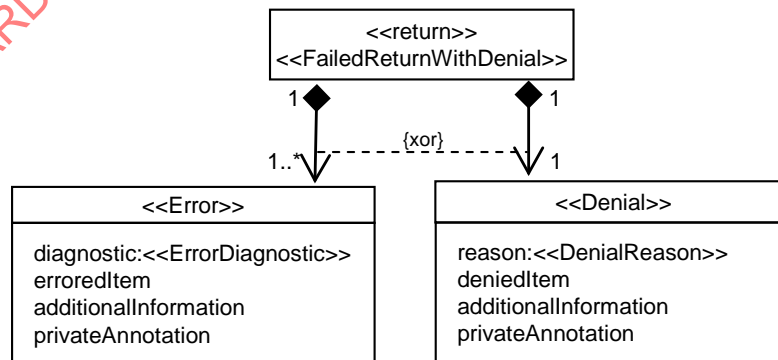 <<return>>
<<FailedReturnWithDenial>>
1
1
{xor}
1..*
1
<<Error>>
diagnostic:<<ErrorDiagnostic>>
erroredItem
additionalInformation
privateAnnotation
<<Denial>>
reason:<<DenialReason>>
deniedItem
additionalInformation
privateAnnotation